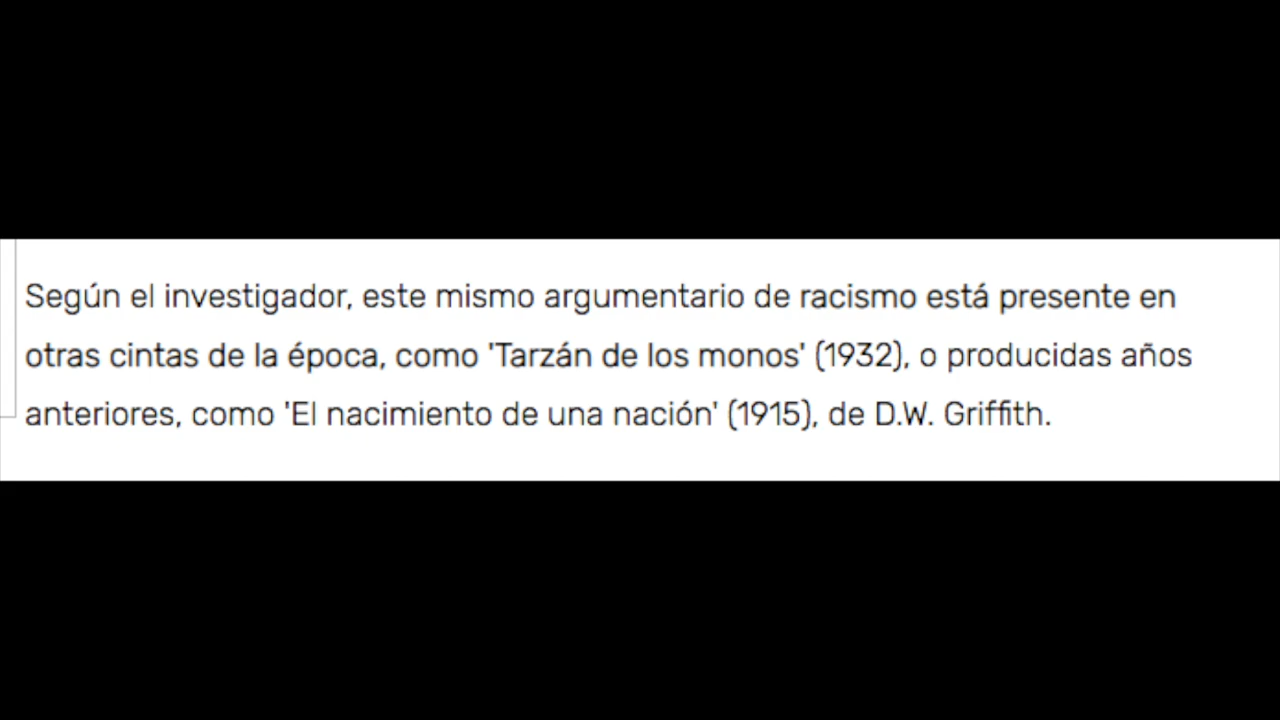 Según el investigador, este mismo argumentario de racismo está presente en
otras cintas de la época, como 'Tarzán de los monos' (1932), o producidas años
anteriores, como 'El nacimiento de una nación' (1915), de D.W. Griffith.